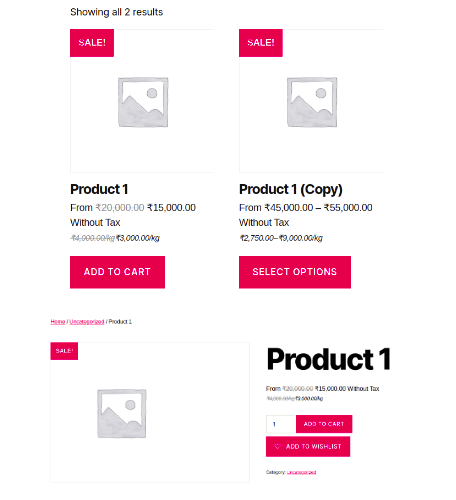 Showing all 2 results
SALE!
SALE!
Product 1
Product 1 (Copy)
From ₹20,000.00 ₹15,000.00
Without Tax
From ₹45,000.00 – ₹55,000.00
Without Tax
₹4,000.00/kg₹3,000.00/kg
₹2,750.00–₹9,000.00/kg
ADD TO CART
SELECT OPTIONS
Home / Uncategorized / Product 1
SALE!
Product 1
From ₹20,000.00 ₹15,000.00 Without Tax
₹4,000.00/kg₹3,000.00/kg
1
ADD TO CART
♡ ADD TO WISHLIST
Category: Uncategorized